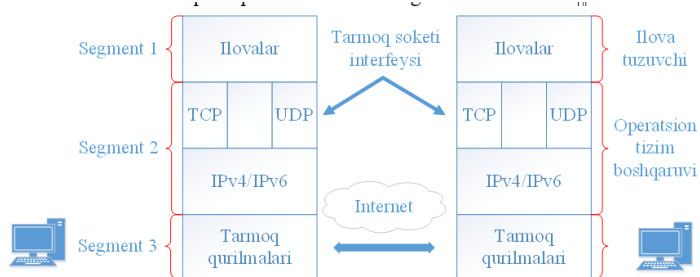 Segment 1
Ilovalar
Tarmoq soketi
interfeysi
Ilovalar
Ilova
tuzuvchi
Segment 2
TCP
UDP
IPv4/IPv6
TCP
UDP
IPv4/IPv6
Operatsion
tizim
boshqaruvi
Internet
Segment 3
Tarmoq
qurilmalari
Tarmoq
qurilmalari